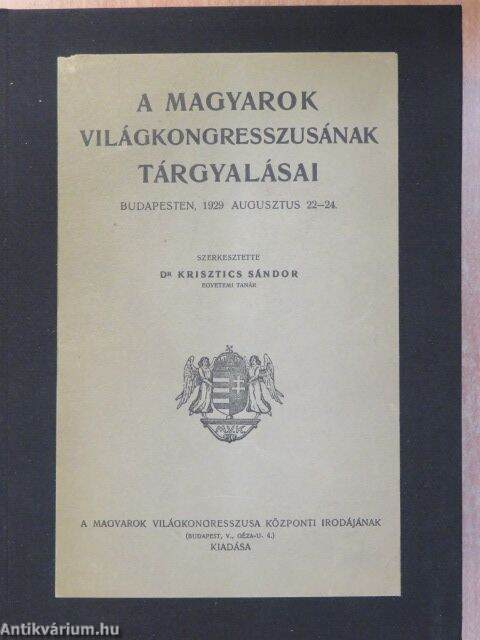 A MAGYAROK
VILÁGKONGRESSZUSÁNAK
TÁRGYALÁSAI
BUDAPESTEN, 1929 AUGUSZTUS 22—24.
SZERKESZTETTE
DR KRISZTICS SÁNDOR
EGYETEMI TANÁR
M.V.K.
A MAGYAROK VILÁGKONGRESSZUSA KÖZPONTI IRODÁJÁNAK
(BUDAPEST, V., GÉZA-U. 4.)
KIADÁSA
Antikvárium.hu